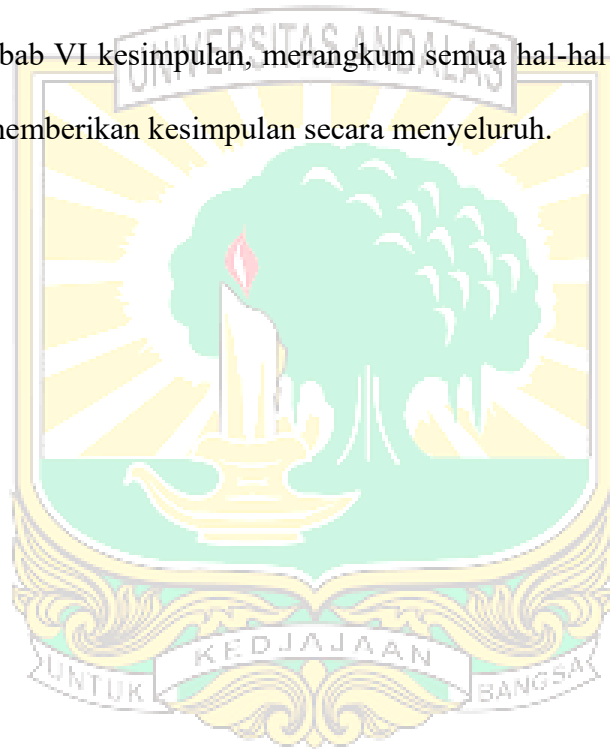 UNIVERSITAS ANDALAS
bab VI kesimpulan, merangkum semua hal-hal
memberikan kesimpulan secara menyeluruh.
KEDJAJAAN
UNTUK
BANGSA